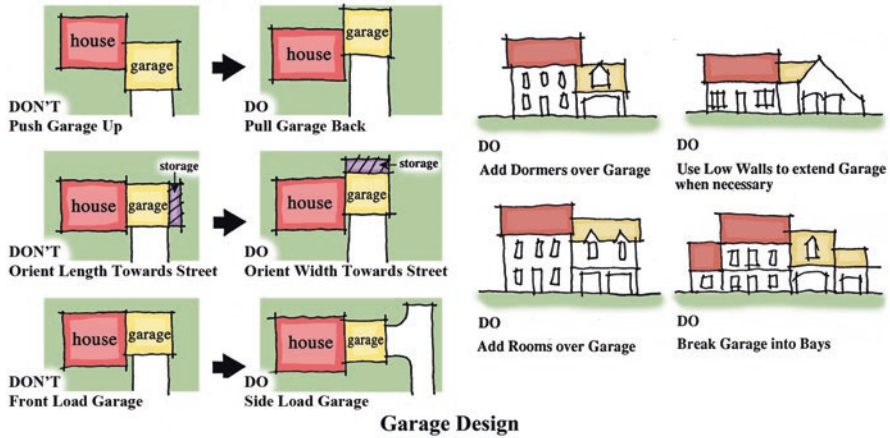 house
garage
DON'T
Push Garage Up
house
garage
DO
Pull Garage Back
storage
house
garage
DON'T
Orient Length Towards Street
storage
house
garage
DO
Orient Width Towards Street
house
garage
DON'T
Front Load Garage
house
garage
DO
Side Load Garage
DO
Add Dormers over Garage
DO
Use Low Walls to extend Garage
when necessary
DO
Add Rooms over Garage
DO
Break Garage into Bays
Garage Design